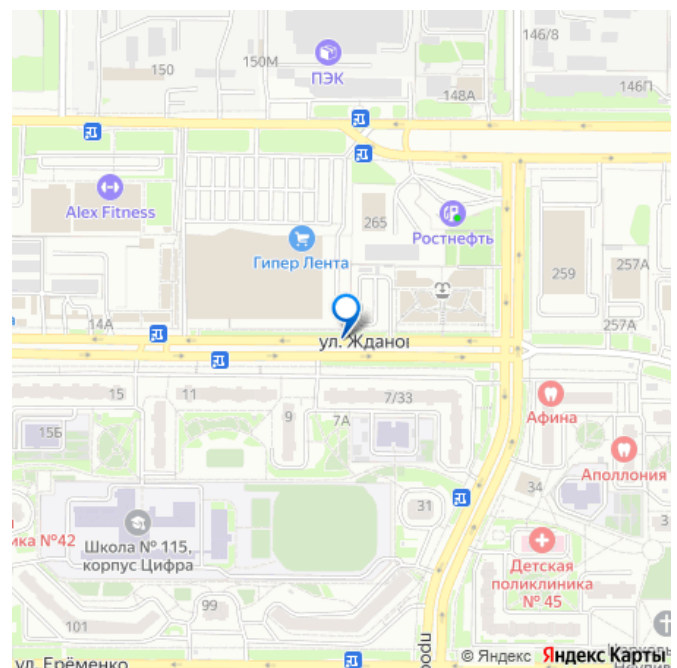 146/8
150М
150
ПЭК
148А
146П
Alex Fitness
265
Ростнефть
Гипер Лента
259
257А
257А
14А
ул. Жданов
15
11
7/33
9
7А
15Б
Афина
Аполлония
34
31
ика №42
Школа № 115,
корпус Цифра
Детская
поликлиника
№ 45
99
101
ул. Ерёменко
прос
© Яндекс Яндекс Карты